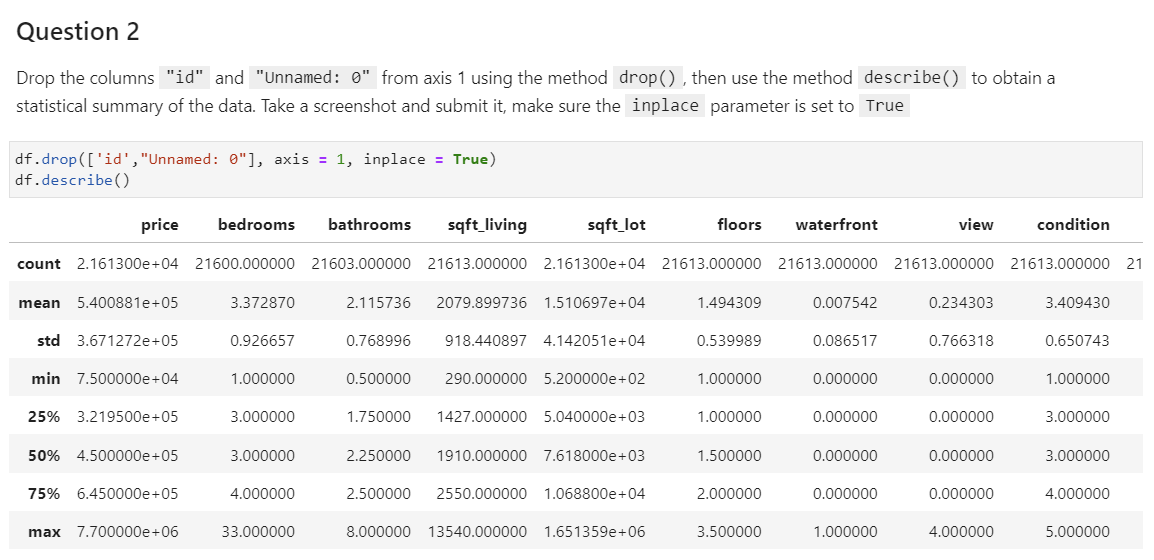 Question 2
Drop the columns "id" and "Unnamed: 0" from axis 1 using the method drop() , then use the method describe() to obtain a
statistical summary of the data. Take a screenshot and submit it, make sure the inplace parameter is set to True
df.drop(['id',"Unnamed: 0"], axis = 1, inplace = True)
df.describe()
price bedrooms bathrooms sqft_living sqft_lot floors waterfront view condition
count 2.161300e+04 21600.000000 21603.000000 21613.000000 2.161300e+04 21613.000000 21613.000000 21613.000000 21613.000000 21
mean 5.400881e+05 3.372870 2.115736 2079.899736 1.510697e+04 1.494309 0.007542 0.234303 3.409430
std 3.671272e+05 0.926657 0.768996 918.440897 4.142051e+04 0.539989 0.086517 0.766318 0.650743
min 7.500000e+04 1.000000 0.500000 290.000000 5.200000e+02 1.000000 0.000000 0.000000 1.000000
25% 3.219500e+05 3.000000 1.750000 1427.000000 5.040000e+03 1.000000 0.000000 0.000000 3.000000
50% 4.500000e+05 3.000000 2.250000 1910.000000 7.618000e+03 1.500000 0.000000 0.000000 3.000000
75% 6.450000e+05 4.000000 2.500000 2550.000000 1.068800e+04 2.000000 0.000000 0.000000 4.000000
max 7.700000e+06 33.000000 8.000000 13540.000000 1.651359e+06 3.500000 1.000000 4.000000 5.000000